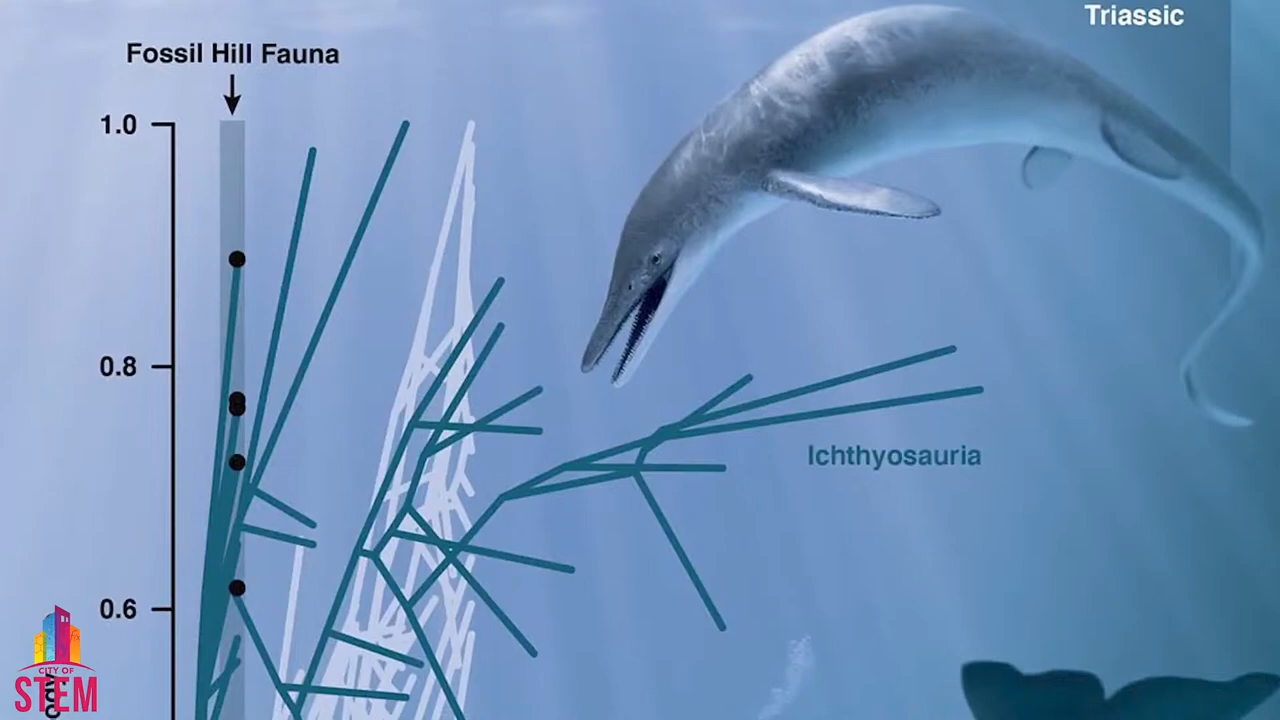 Triassic
Fossil Hill Fauna
1.0
0.8
Ichthyosauria
0.6
CITY OF
STEM